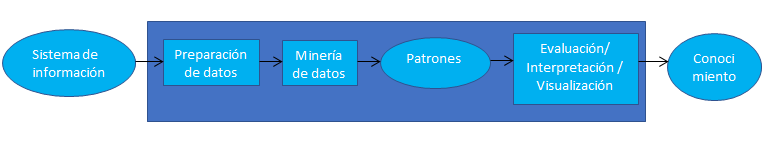 Sistema de
información
Preparación
de datos
Minería
de datos
Patrones
Evaluación/
Interpretación /
Visualización
Conoci
miento